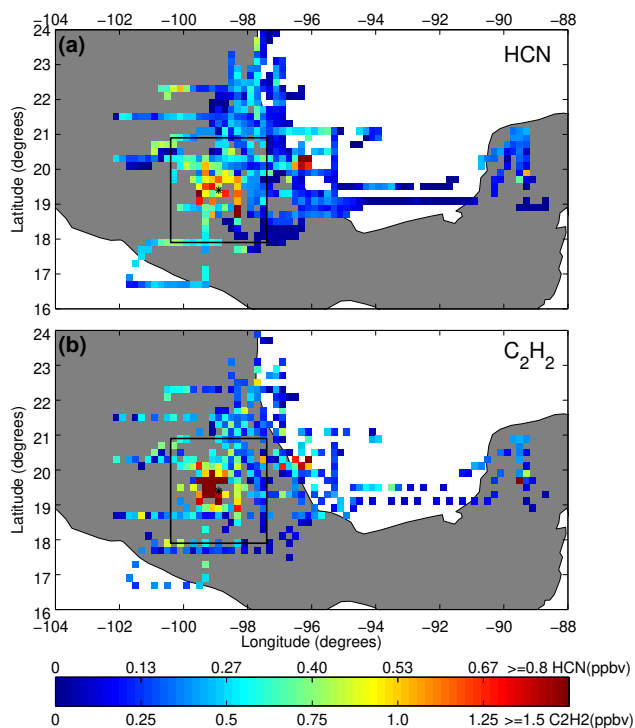 −104 −102 −100 −98 −96 −94 −92 −90 −88
(a) HCN
24
23
22
21
20
19
18
17
16
Latitude (degrees)
(b) C₂H₂
24
23
22
21
20
19
18
17
16
Latitude (degrees)
−104 −102 −100 −98 −96 −94 −92 −90 −88
Longitude (degrees)
0 0.13 0.27 0.40 0.53 0.67 >=0.8 HCN(ppbv)
0 0.25 0.5 0.75 1.0 1.25 >=1.5 C2H2(ppbv)